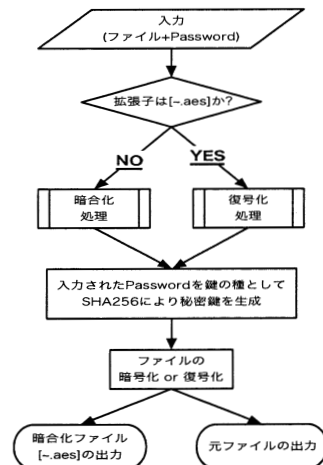 入力
(ファイル+Password)
拡張子は[~.aes]か?
NO
YES
暗合化
処理
復号化
処理
入力されたPasswordを鍵の種として
SHA256により秘密鍵を生成
ファイルの
暗号化 or 復号化
暗合化ファイル
[~.aes]の出力
元ファイルの出力